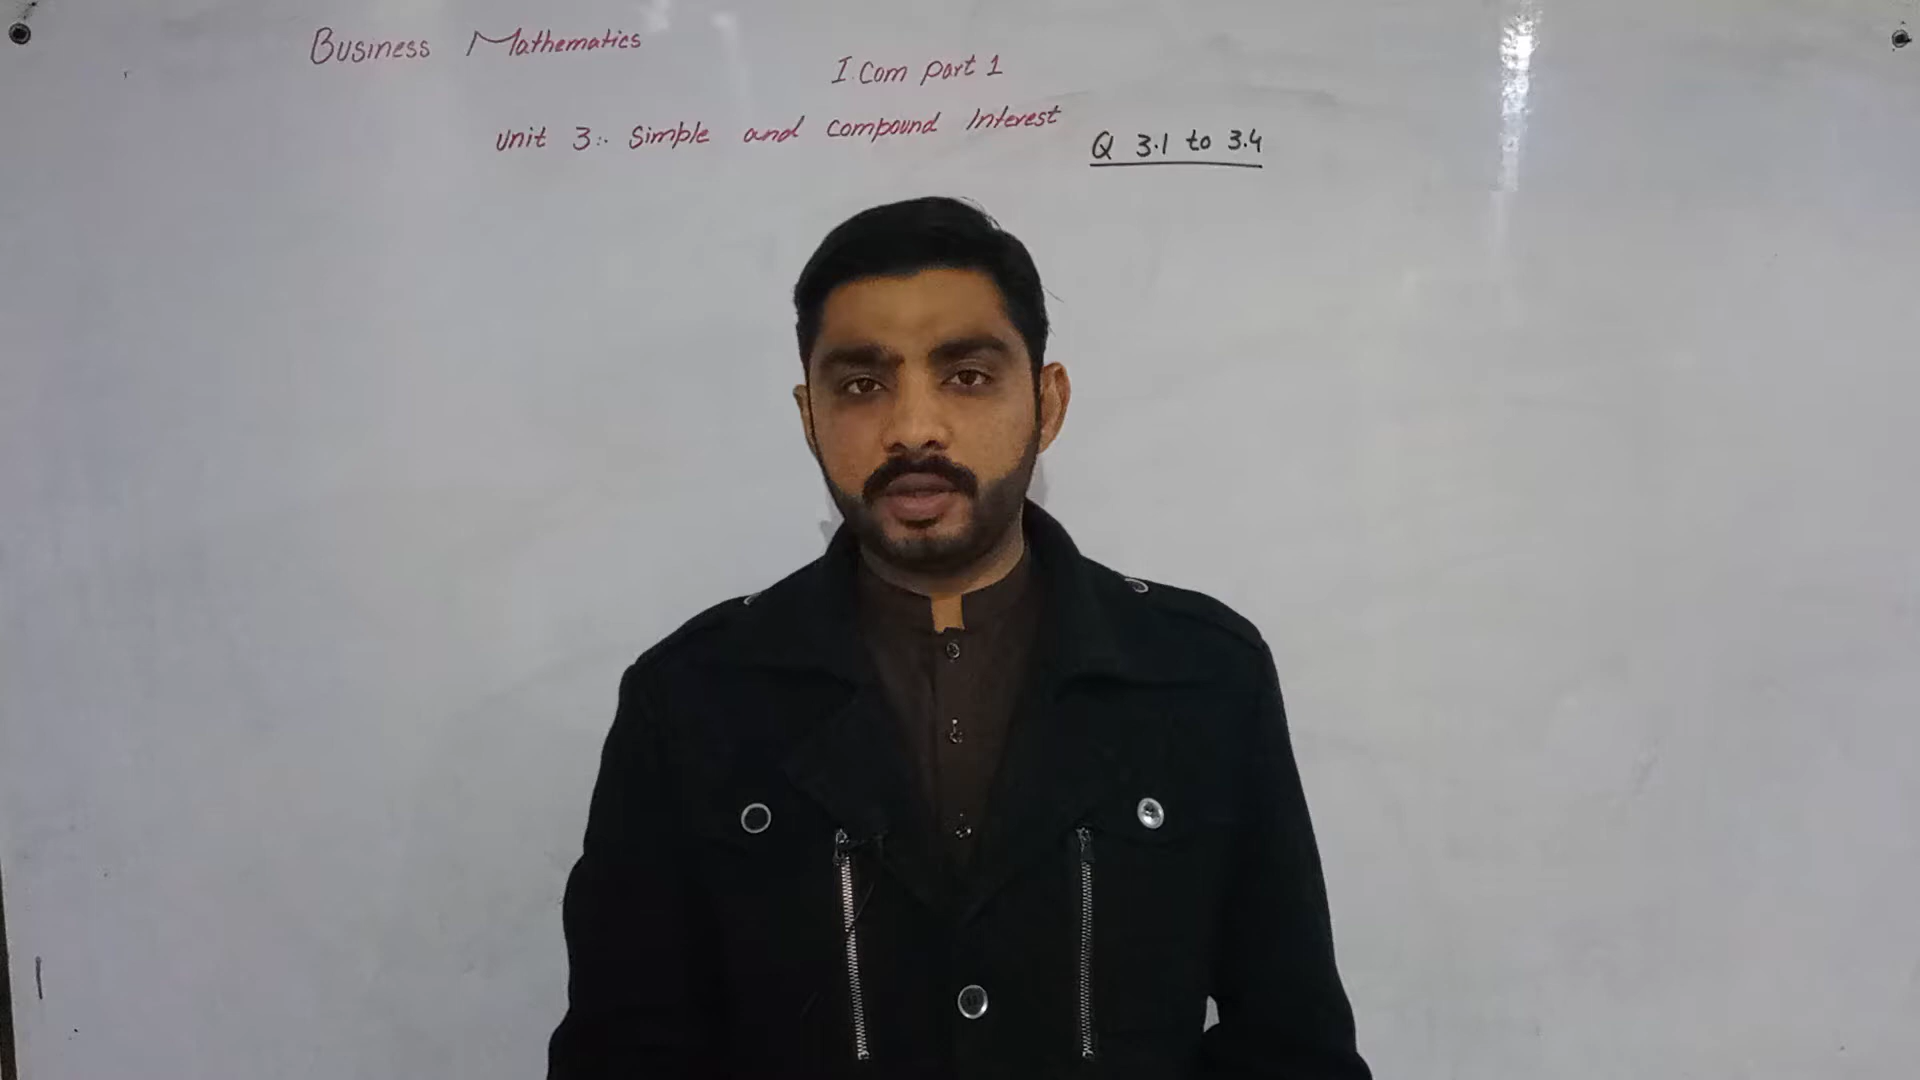 Business Mathematics
I. Com part 1
Unit 3:. Simple and Compound Interest
Q 3.1 to 3.4